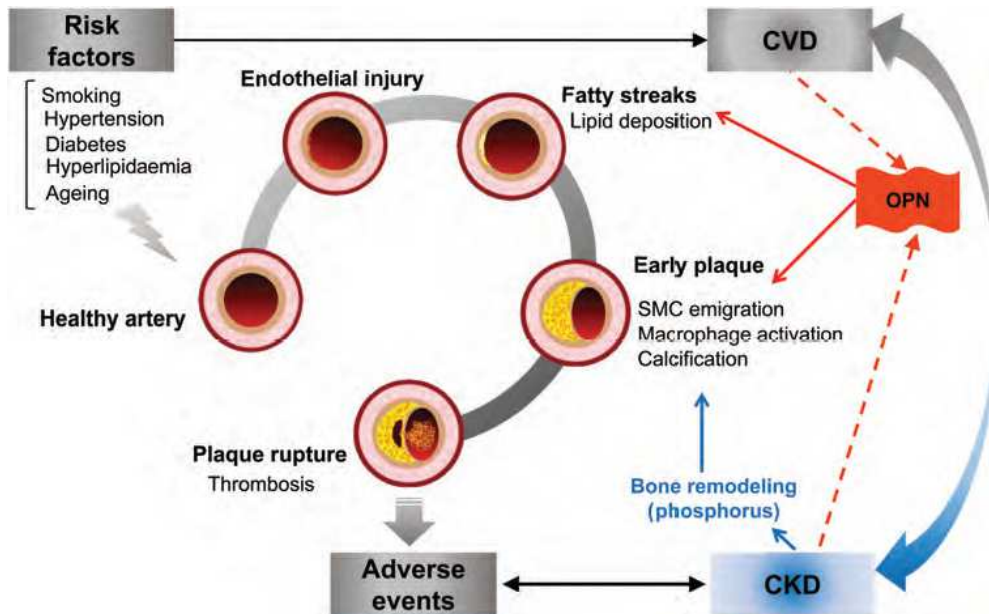 Risk
factors
CVD
Smoking
Hypertension
Diabetes
Hyperlipidaemia
Ageing
Endothelial injury
Fatty streaks
Lipid deposition
OPN
Healthy artery
Early plaque
SMC emigration
Macrophage activation
Calcification
Plaque rupture
Thrombosis
Bone remodeling
(phosphorus)
Adverse
events
CKD